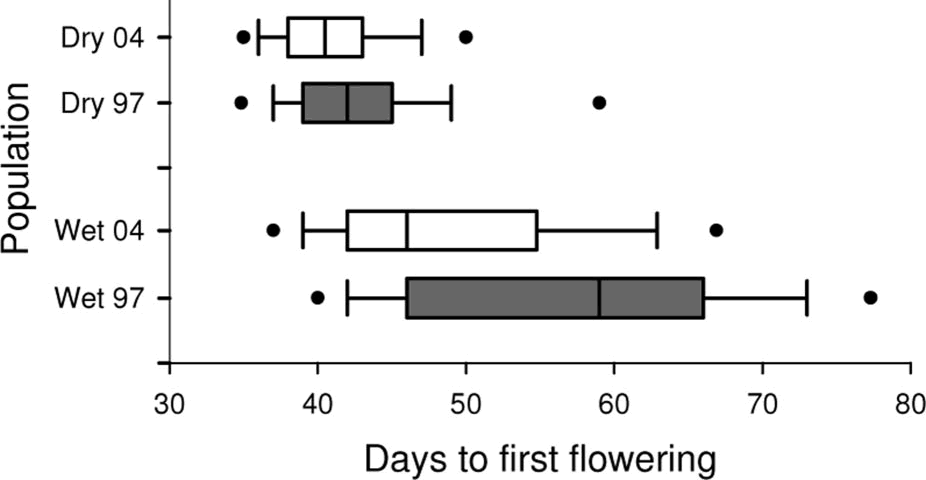 Population
Dry 04
Dry 97
Wet 04
Wet 97
30 40 50 60 70 80
Days to first flowering